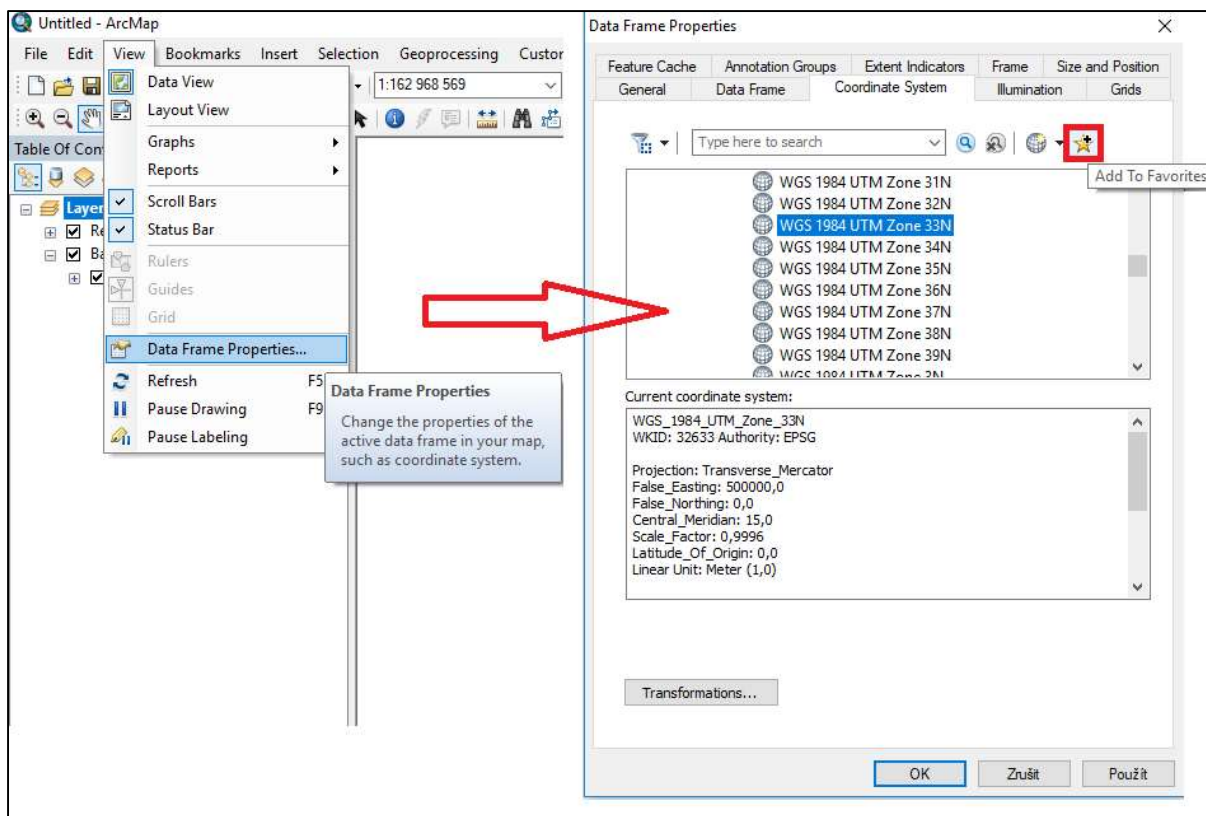 Untitled - ArcMap
File Edit View Bookmarks Insert Selection Geoprocessing Custor
1:162 968 569
Table Of Con
Layer
Re
Ba
Data View
Layout View
Graphs
Reports
Scroll Bars
Status Bar
Rulers
Guides
Grid
Data Frame Properties...
Refresh F5
Pause Drawing F9
Pause Labeling
Data Frame Properties
Change the properties of the
active data frame in your map,
such as coordinate system.
Data Frame Properties
Feature Cache Annotation Groups Extent Indicators Frame Size and Position
General Data Frame Coordinate System Illumination Grids
Type here to search
Add To Favorites
WGS 1984 UTM Zone 31N
WGS 1984 UTM Zone 32N
WGS 1984 UTM Zone 33N
WGS 1984 UTM Zone 34N
WGS 1984 UTM Zone 35N
WGS 1984 UTM Zone 36N
WGS 1984 UTM Zone 37N
WGS 1984 UTM Zone 38N
WGS 1984 UTM Zone 39N
WGS 1984 UTM Zone 3N
Current coordinate system:
WGS_1984_UTM_Zone_33N
WKID: 32633 Authority: EPSG
Projection: Transverse_Mercator
False_Easting: 500000,0
False_Northing: 0,0
Central_Meridian: 15,0
Scale_Factor: 0,9996
Latitude_Of_Origin: 0,0
Linear Unit: Meter (1,0)
Transformations...
OK Zrušit Použít